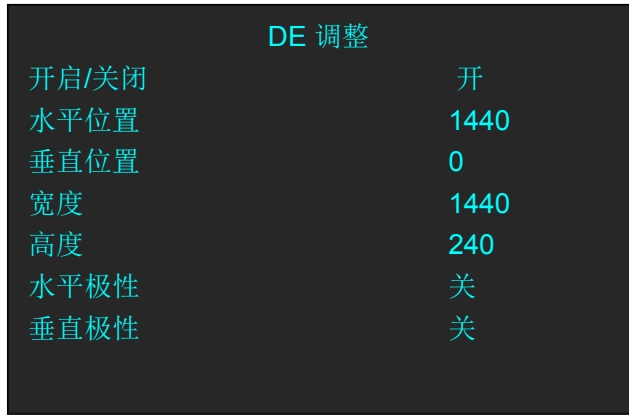 DE 调整
开启/关闭 开
水平位置 1440
垂直位置 0
宽度 1440
高度 240
水平极性 关
垂直极性 关